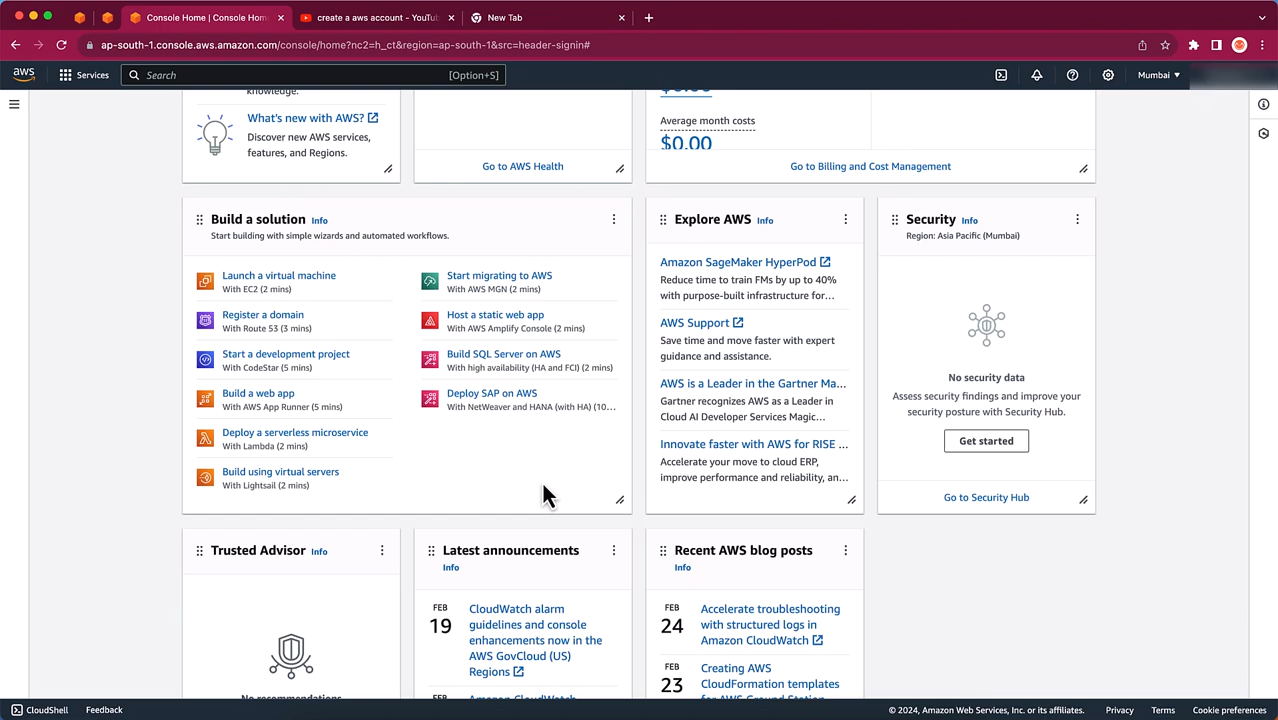 Console Home | Console Hom
create a aws account - YouTu
New Tab
ap-south-1.console.aws.amazon.com/console/home?nc2=h_ct&region=ap-south-1&src=header-signin#
aws
Services
Search
[Option+S]
Mumbai
knowledge.
What's new with AWS?
Discover new AWS services,
features, and Regions.
Go to AWS Health
Average month costs
$0.00
Go to Billing and Cost Management
Build a solution Info
Start building with simple wizards and automated workflows.
Launch a virtual machine
With EC2 (2 mins)
Register a domain
With Route 53 (3 mins)
Start a development project
With CodeStar (5 mins)
Build a web app
With AWS App Runner (5 mins)
Deploy a serverless microservice
With Lambda (2 mins)
Build using virtual servers
With Lightsail (2 mins)
Start migrating to AWS
With AWS MGN (2 mins)
Host a static web app
With AWS Amplify Console (2 mins)
Build SQL Server on AWS
With high availability (HA and FCI) (2 mins)
Deploy SAP on AWS
With NetWeaver and HANA (with HA) (10...
Explore AWS Info
Amazon SageMaker HyperPod
Reduce time to train FMs by up to 40%
with purpose-built infrastructure for...
AWS Support
Save time and move faster with expert
guidance and assistance.
AWS is a Leader in the Gartner Ma...
Gartner recognizes AWS as a Leader in
Cloud AI Developer Services Magic...
Innovate faster with AWS for RISE ...
Accelerate your move to cloud ERP,
improve performance and reliability, an...
Security Info
Region: Asia Pacific (Mumbai)
No security data
Assess security findings and improve your
security posture with Security Hub.
Get started
Go to Security Hub
Trusted Advisor Info
No recommendations
Latest announcements
Info
FEB
19
CloudWatch alarm
guidelines and console
enhancements now in the
AWS GovCloud (US)
Regions
FEB
Amazon CloudWatch
Recent AWS blog posts
Info
FEB
24
Accelerate troubleshooting
with structured logs in
Amazon CloudWatch
FEB
23
Creating AWS
CloudFormation templates
for AWS Ground Station
CloudShell
Feedback
© 2024, Amazon Web Services, Inc. or its affiliates.
Privacy
Terms
Cookie preferences